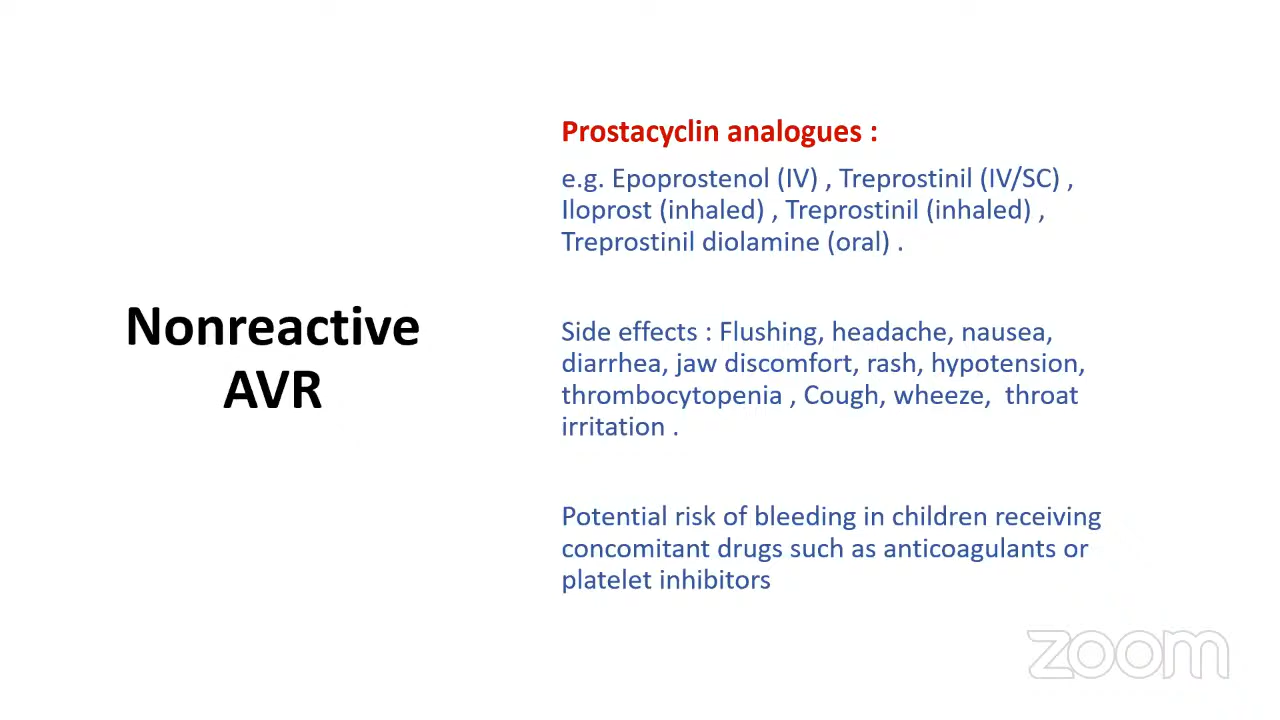 Nonreactive
AVR
Prostacyclin analogues :
e.g. Epoprostenol (IV) , Treprostinil (IV/SC) ,
Iloprost (inhaled) , Treprostinil (inhaled) ,
Treprostinil diolamine (oral) .
Side effects : Flushing, headache, nausea,
diarrhea, jaw discomfort, rash, hypotension,
thrombocytopenia , Cough, wheeze, throat
irritation .
Potential risk of bleeding in children receiving
concomitant drugs such as anticoagulants or
platelet inhibitors
zoom